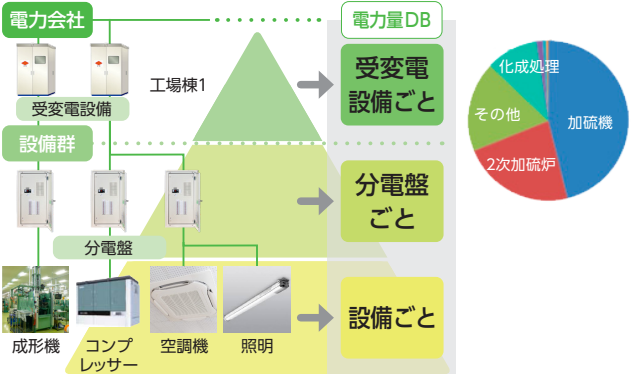 電力会社
電力量DB
工場棟1
受変電
設備ごと
受変電設備
設備群
分電盤
ごと
分電盤
設備ごと
成形機
コンプ
レッサー
空調機
照明
化成処理
その他
加硫機
2次加硫炉